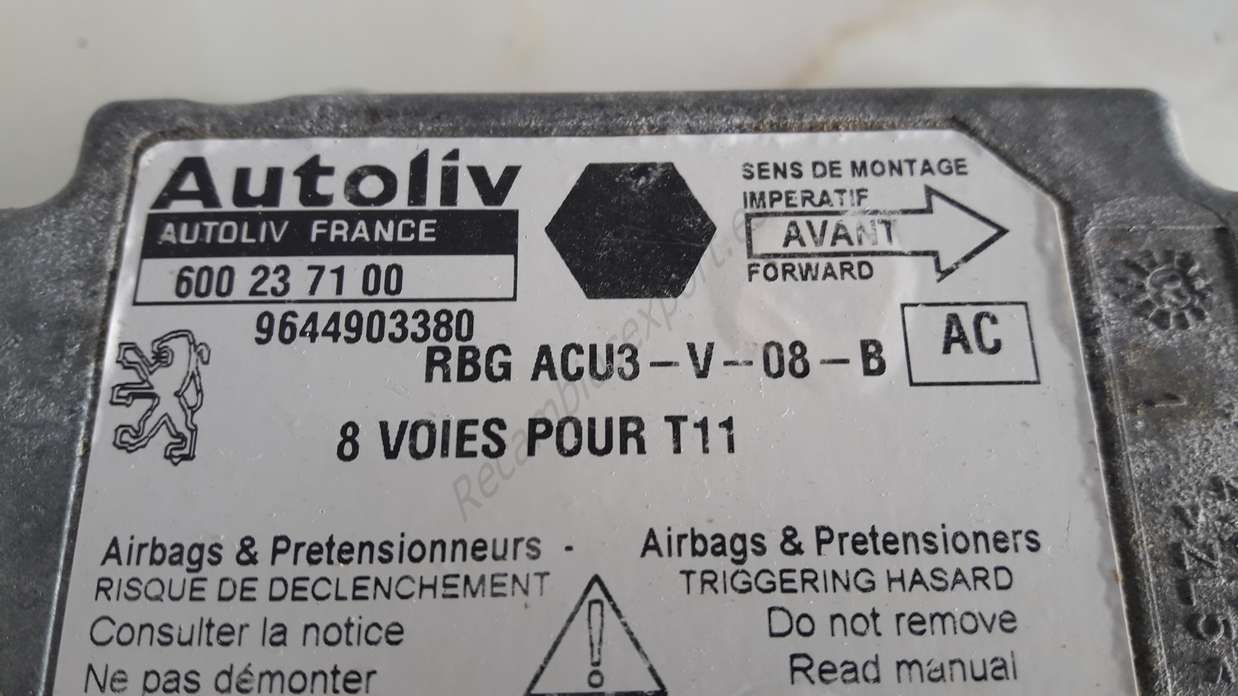 Autoliv
AUTOLIV FRANCE
600 23 71 00
9644903380
SENS DE MONTAGE
IMPERATIF
AVANT
FORWARD
RBG ACU3-V-08-B
AC
8 VOIES POUR T11
Airbags & Pretensionneurs -
RISQUE DE DECLENCHEMENT
Consulter la notice
Ne pas démonter
Airbags & Pretensioners
TRIGGERING HASARD
Do not remove
Read manual
Recambiosexpert.es